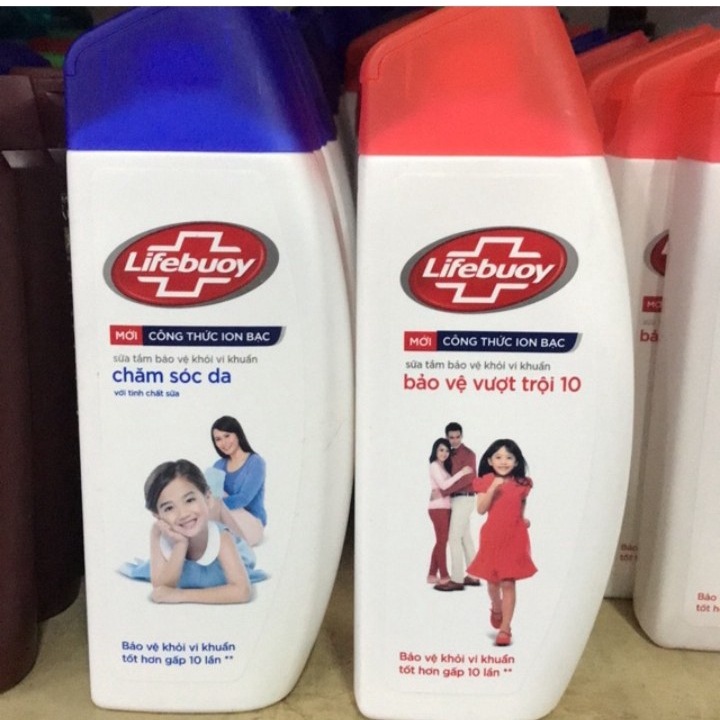 Lifebuoy
MỚI CÔNG THỨC ION BẠC
sữa tắm bảo vệ khỏi vi khuẩn
chăm sóc da
với tinh chất sữa
Bảo vệ khỏi vi khuẩn
tốt hơn gấp 10 lần **
Lifebuoy
MỚI CÔNG THỨC ION BẠC
sữa tắm bảo vệ khỏi vi khuẩn
bảo vệ vượt trội 10
Bảo vệ khỏi vi khuẩn
tốt hơn gấp 10 lần **
MỚI